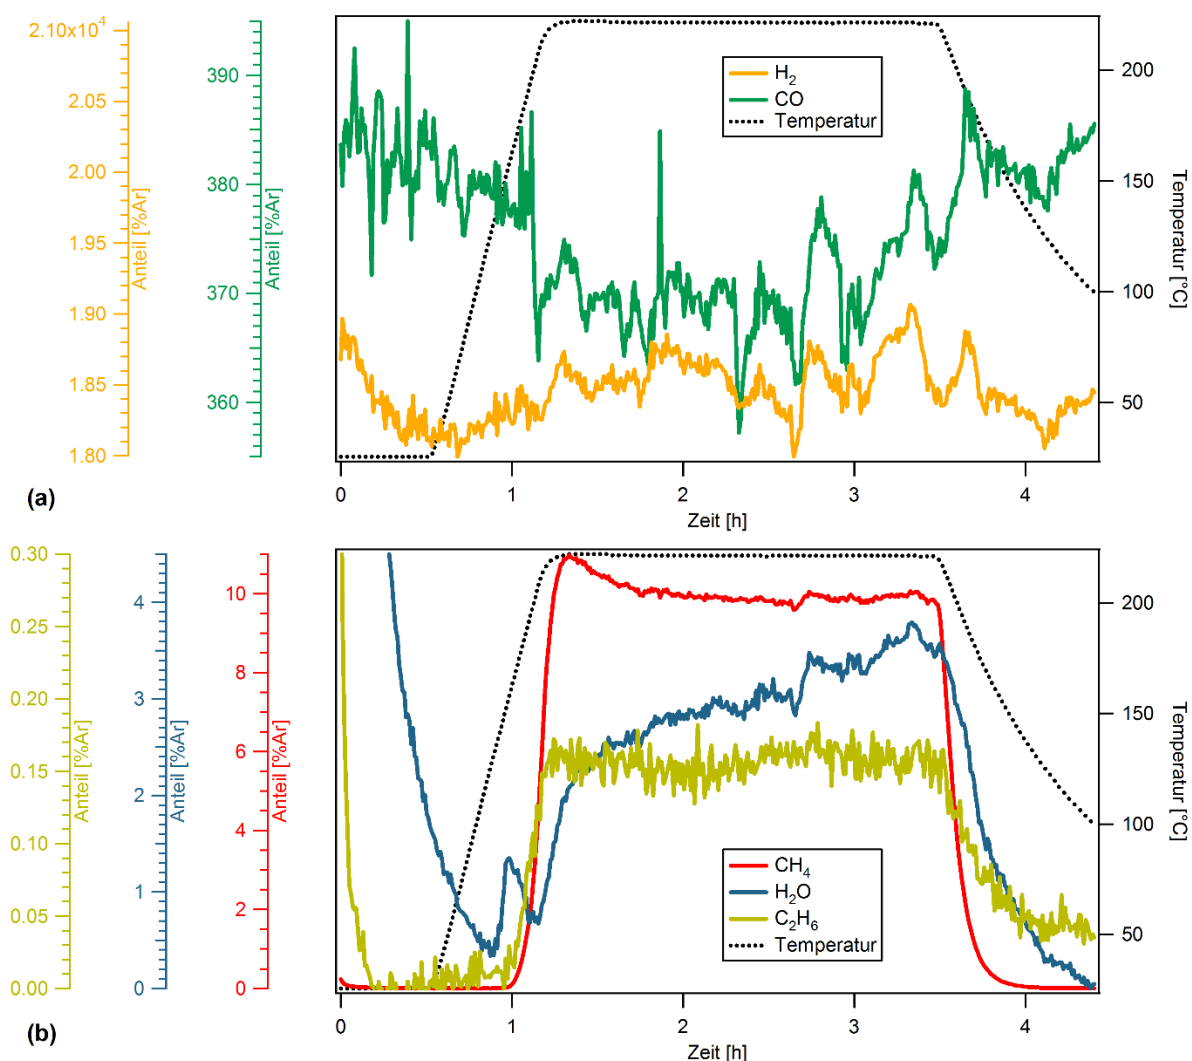 2.10x10⁴
2.05
2.00
1.95
1.90
1.85
1.80
Anteil [%Ar]
390
380
370
360
Anteil [%Ar]
H₂
CO
Temperatur
200
150
100
50
Temperatur [°C]
0 1 2 3 4
Zeit [h]
(a)
0.30
0.25
0.20
0.15
0.10
0.05
0.00
Anteil [%Ar]
4
3
2
1
0
Anteil [%Ar]
10
8
6
4
2
0
Anteil [%Ar]
CH₄
H₂O
C₂H₆
Temperatur
200
150
100
50
Temperatur [°C]
0 1 2 3 4
Zeit [h]
(b)